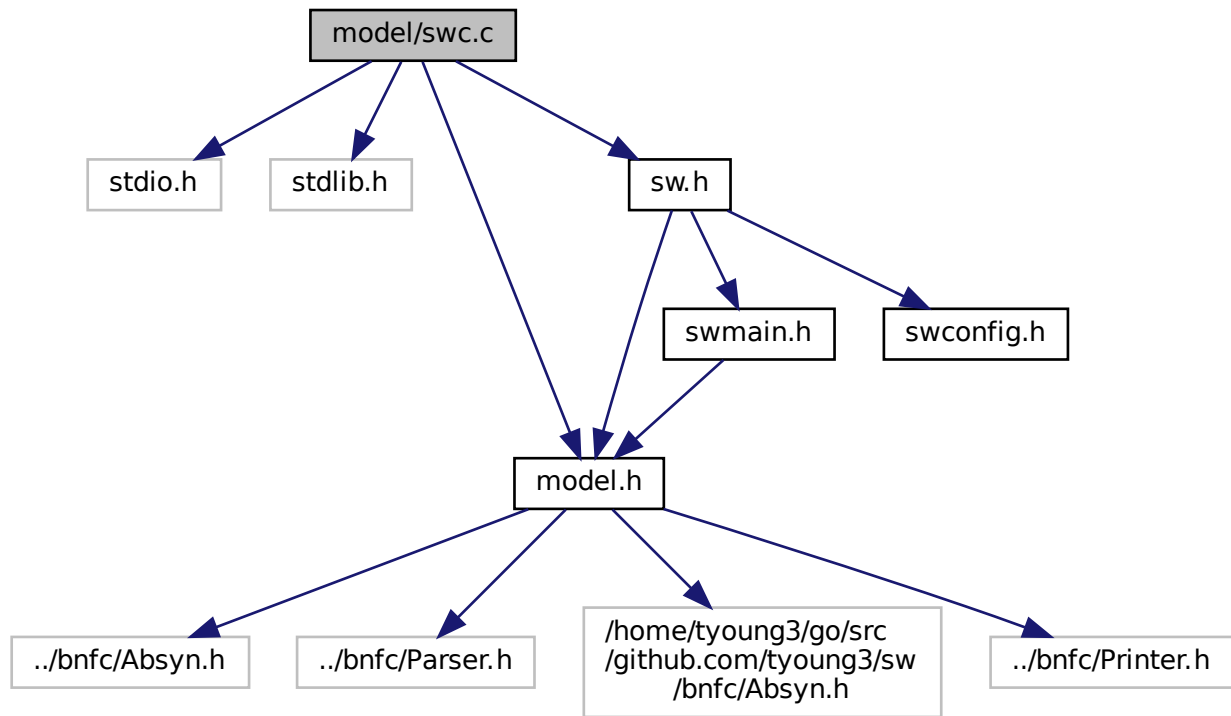 model/swc.c
stdio.h
stdlib.h
sw.h
swmain.h
swconfig.h
model.h
../bnfc/Absyn.h
../bnfc/Parser.h
/home/tyoung3/go/src
/github.com/tyoung3/sw
/bnfc/Absyn.h
../bnfc/Printer.h